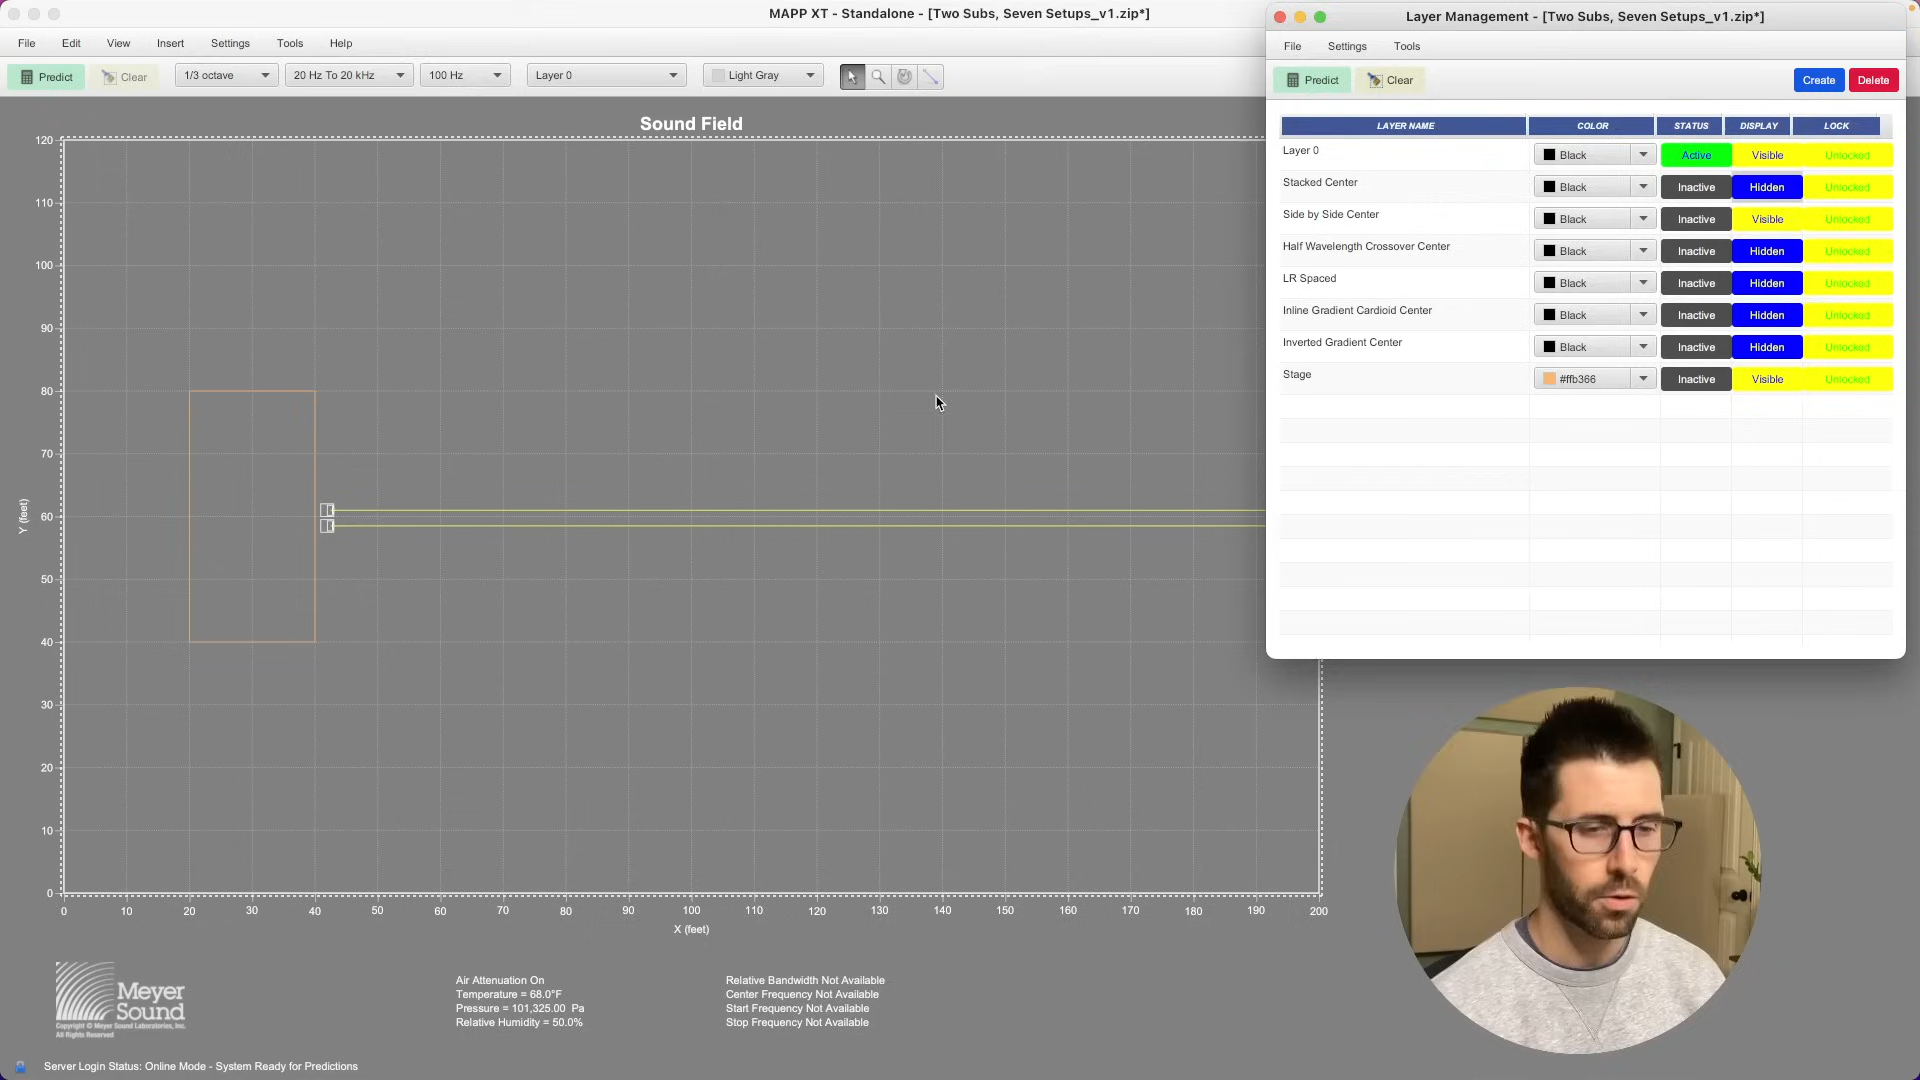 MAPP XT - Standalone - [Two Subs, Seven Setups_v1.zip*]
File Edit View Insert Settings Tools Help
Predict Clear 1/3 octave 20 Hz To 20 kHz 100 Hz Layer 0 Light Gray
Sound Field
120
110
100
90
80
70
60
50
40
30
20
10
0
Y (feet)
0 10 20 30 40 50 60 70 80 90 100 110 120 130 140 150 160 170 180 190 200
X (feet)
Meyer
Sound
Copyright © Meyer Sound Laboratories, Inc.
All Rights Reserved
Air Attenuation On
Temperature = 68.0°F
Pressure = 101,325.00 Pa
Relative Humidity = 50.0%
Relative Bandwidth Not Available
Center Frequency Not Available
Start Frequency Not Available
Stop Frequency Not Available
Server Login Status: Online Mode - System Ready for Predictions
Layer Management - [Two Subs, Seven Setups_v1.zip*]
File Settings Tools
Predict Clear Create Delete
LAYER NAME COLOR STATUS DISPLAY LOCK
Layer 0 Black Active Visible Unlocked
Stacked Center Black Inactive Hidden Unlocked
Side by Side Center Black Inactive Visible Unlocked
Half Wavelength Crossover Center Black Inactive Hidden Unlocked
LR Spaced Black Inactive Hidden Unlocked
Inline Gradient Cardioid Center Black Inactive Hidden Unlocked
Inverted Gradient Center Black Inactive Hidden Unlocked
Stage #ffb366 Inactive Visible Unlocked